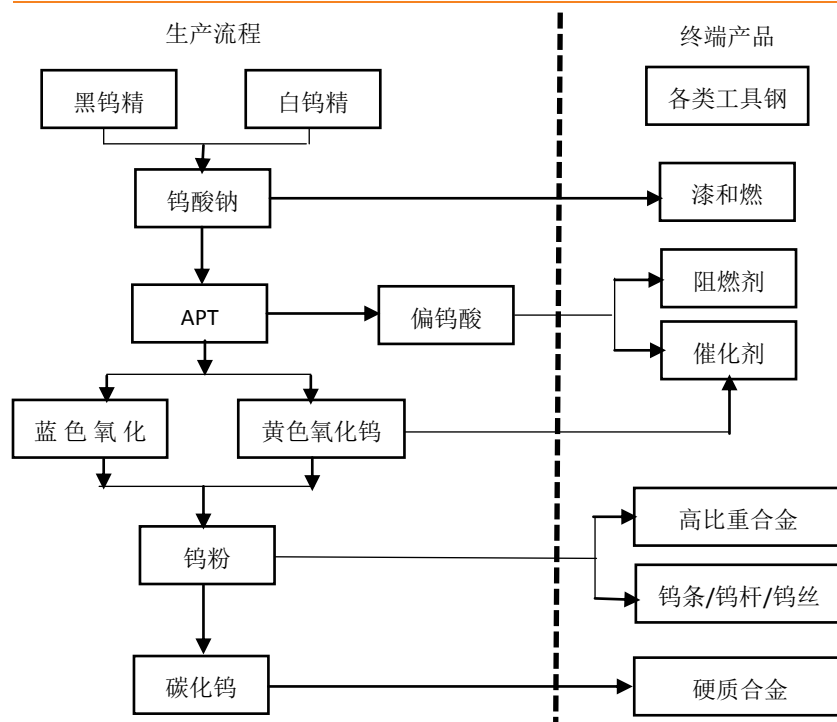 生产流程
终端产品
黑钨精
白钨精
各类工具钢
钨酸钠
漆和燃
阻燃剂
APT
偏钨酸
催化剂
蓝色氧化
黄色氧化钨
高比重合金
钨粉
钨条/钨杆/钨丝
碳化钨
硬质合金